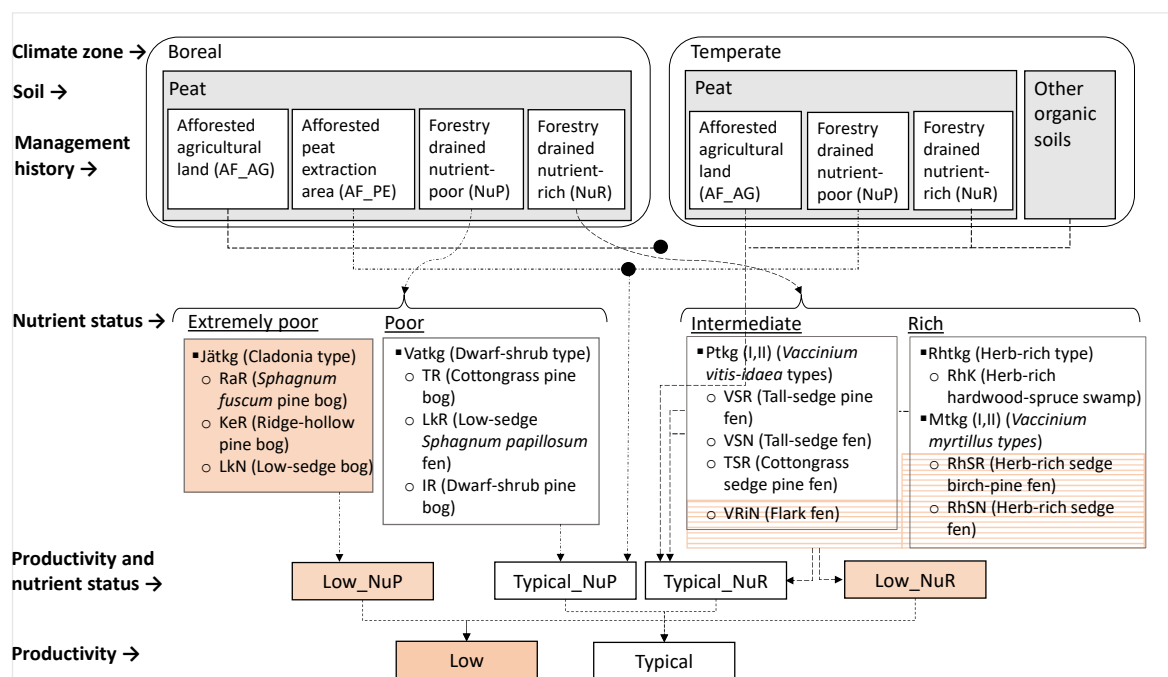 Climate zone →
Boreal
Temperate
Soil →
Peat
Peat
Other
organic
soils
Management
history →
Afforested
agricultural
land (AF_AG)
Afforested
peat
extraction
area (AF_PE)
Forestry
drained
nutrient-
poor (NuP)
Forestry
drained
nutrient-
rich (NuR)
Afforested
agricultural
land
(AF_AG)
Forestry
drained
nutrient-
poor (NuP)
Forestry
drained
nutrient-
rich (NuR)
Nutrient status →
Extremely poor
▪Jätkg (Cladonia type)
○ RaR (Sphagnum
fuscum pine bog)
○ KeR (Ridge-hollow
pine bog)
○ LkN (Low-sedge bog)
Poor
▪Vatkg (Dwarf-shrub type)
○ TR (Cottongrass pine
bog)
○ LkR (Low-sedge
Sphagnum papillosum
fen)
○ IR (Dwarf-shrub pine
bog)
Intermediate
▪Ptkg (I,II) (Vaccinium
vitis-idaea types)
○ VSR (Tall-sedge pine
fen)
○ VSN (Tall-sedge fen)
○ TSR (Cottongrass
sedge pine fen)
○ VRiN (Flark fen)
Rich
▪Rhtkg (Herb-rich type)
○ RhK (Herb-rich
hardwood-spruce swamp)
▪Mtkg (I,II) (Vaccinium
myrtillus types)
○ RhSR (Herb-rich sedge
birch-pine fen)
○ RhSN (Herb-rich sedge
fen)
Productivity and
nutrient status →
Low_NuP
Typical_NuP
Typical_NuR
Low_NuR
Productivity →
Low
Typical